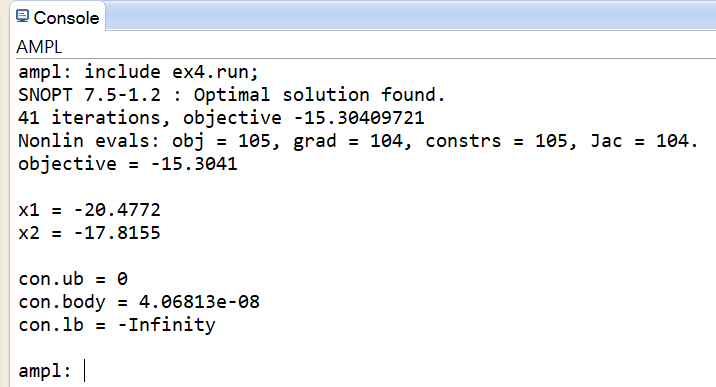 Console
AMPL
ampl: include ex4.run;
SNOPT 7.5-1.2 : Optimal solution found.
41 iterations, objective -15.30409721
Nonlin evals: obj = 105, grad = 104, constrs = 105, Jac = 104.
objective = -15.3041
x1 = -20.4772
x2 = -17.8155
con.ub = 0
con.body = 4.06813e-08
con.lb = -Infinity
ampl: